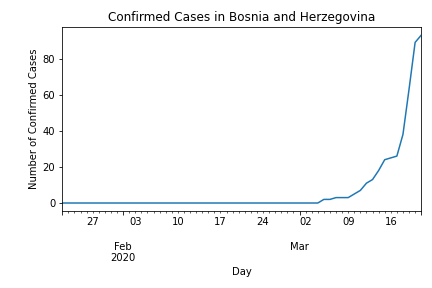 Confirmed Cases in Bosnia and Herzegovina
Number of Confirmed Cases
80
60
40
20
0
27 03 10 17 24 02 09 16
Feb Mar
2020
Day